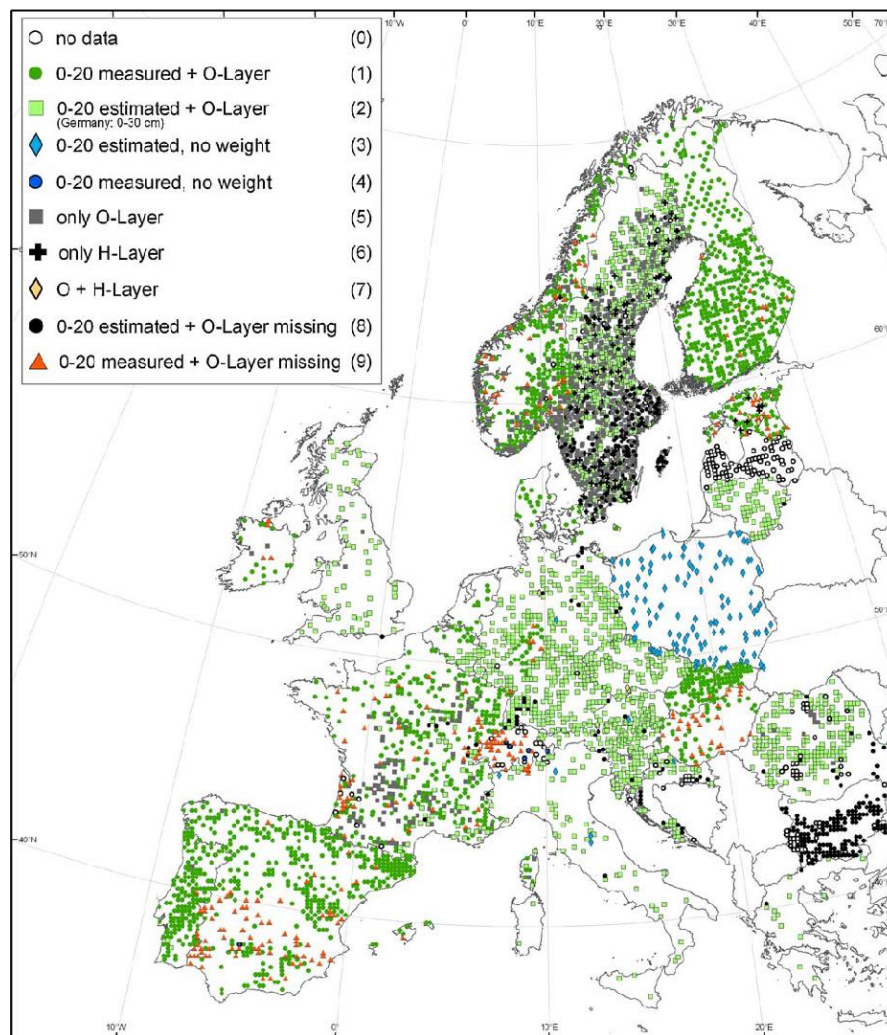 10°W 0° 10°E 20°E 30°E 40°E 50°E 70°E
no data (0)
0-20 measured + O-Layer (1)
0-20 estimated + O-Layer (2)
(Germany: 0-30 cm)
0-20 estimated, no weight (3)
0-20 measured, no weight (4)
only O-Layer (5)
only H-Layer (6)
O + H-Layer (7)
0-20 estimated + O-Layer missing (8)
0-20 measured + O-Layer missing (9)
60°N
50°N
50°N
40°N
40°N
10°W 0° 10°E 20°E